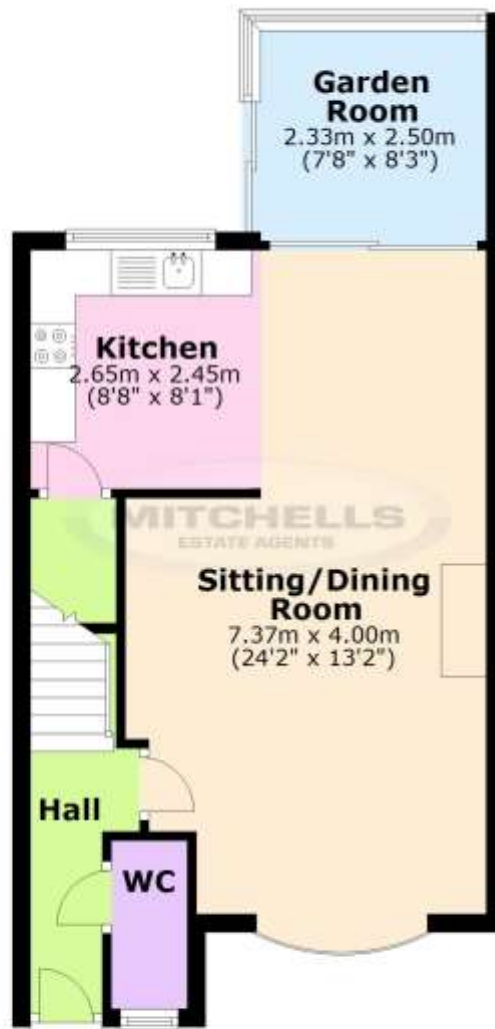 Garden
Room
2.33m x 2.50m
(7'8" x 8'3")
Kitchen
2.65m x 2.45m
(8'8" x 8'1")
MITCHELLS
ESTATE AGENTS
Sitting/Dining
Room
7.37m x 4.00m
(24'2" x 13'2")
Hall
WC